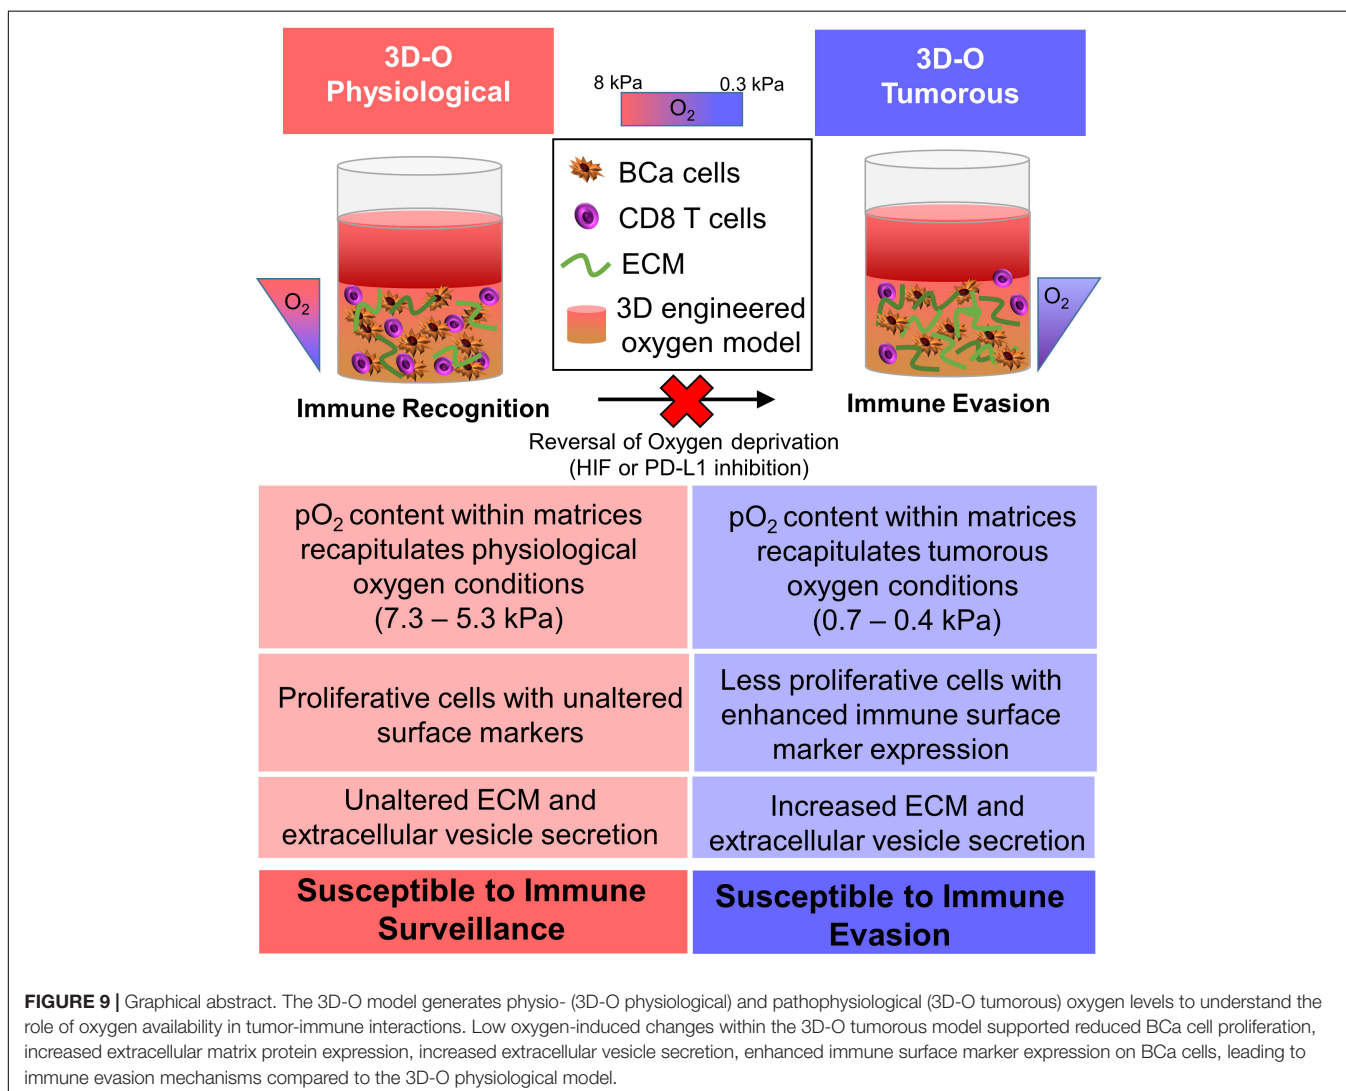 3D-O
Physiological
8 kPa
0.3 kPa
O2
3D-O
Tumorous
BCa cells
CD8 T cells
ECM
3D engineered
oxygen model
O2
O2
Immune Recognition
Immune Evasion
Reversal of Oxygen deprivation
(HIF or PD-L1 inhibition)
pO2 content within matrices
recapitulates physiological
oxygen conditions
(7.3 – 5.3 kPa)
pO2 content within matrices
recapitulates tumorous
oxygen conditions
(0.7 – 0.4 kPa)
Proliferative cells with unaltered
surface markers
Less proliferative cells with
enhanced immune surface
marker expression
Unaltered ECM and
extracellular vesicle secretion
Increased ECM and
extracellular vesicle secretion
Susceptible to Immune
Surveillance
Susceptible to Immune
Evasion
FIGURE 9 | Graphical abstract. The 3D-O model generates physio- (3D-O physiological) and pathophysiological (3D-O tumorous) oxygen levels to understand the
role of oxygen availability in tumor-immune interactions. Low oxygen-induced changes within the 3D-O tumorous model supported reduced BCa cell proliferation,
increased extracellular matrix protein expression, increased extracellular vesicle secretion, enhanced immune surface marker expression on BCa cells, leading to
immune evasion mechanisms compared to the 3D-O physiological model.